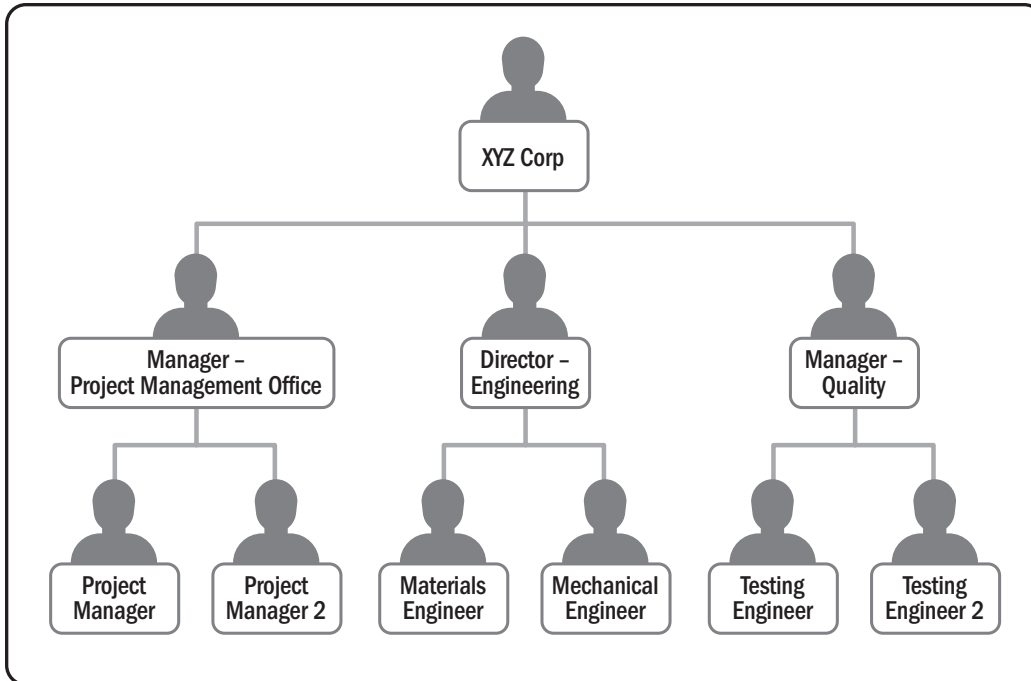 XYZ Corp
Manager –
Project Management Office
Director –
Engineering
Manager –
Quality
Project
Manager
Project
Manager 2
Materials
Engineer
Mechanical
Engineer
Testing
Engineer
Testing
Engineer 2